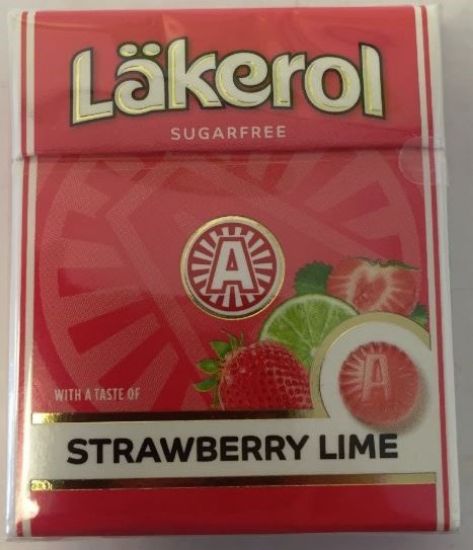 Läkerol
SUGARFREE
A
WITH A TASTE OF
A
STRAWBERRY LIME